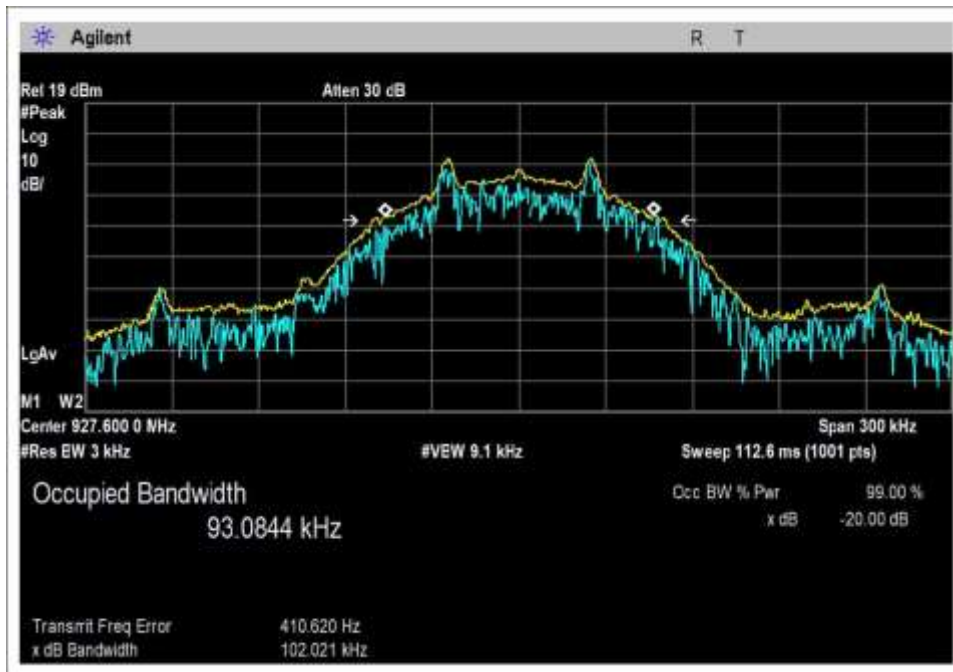 Agilent R T
Ref 19 dBm Atten 30 dB
#Peak
Log
10
dB/
LgAv
M1 W2
Center 927.600 0 MHz Span 300 kHz
#Res BW 3 kHz #VBW 9.1 kHz Sweep 112.6 ms (1001 pts)
Occupied Bandwidth Occ BW % Pwr 99.00 %
93.0844 kHz x dB -20.00 dB
Transmit Freq Error 410.620 Hz
x dB Bandwidth 102.021 kHz